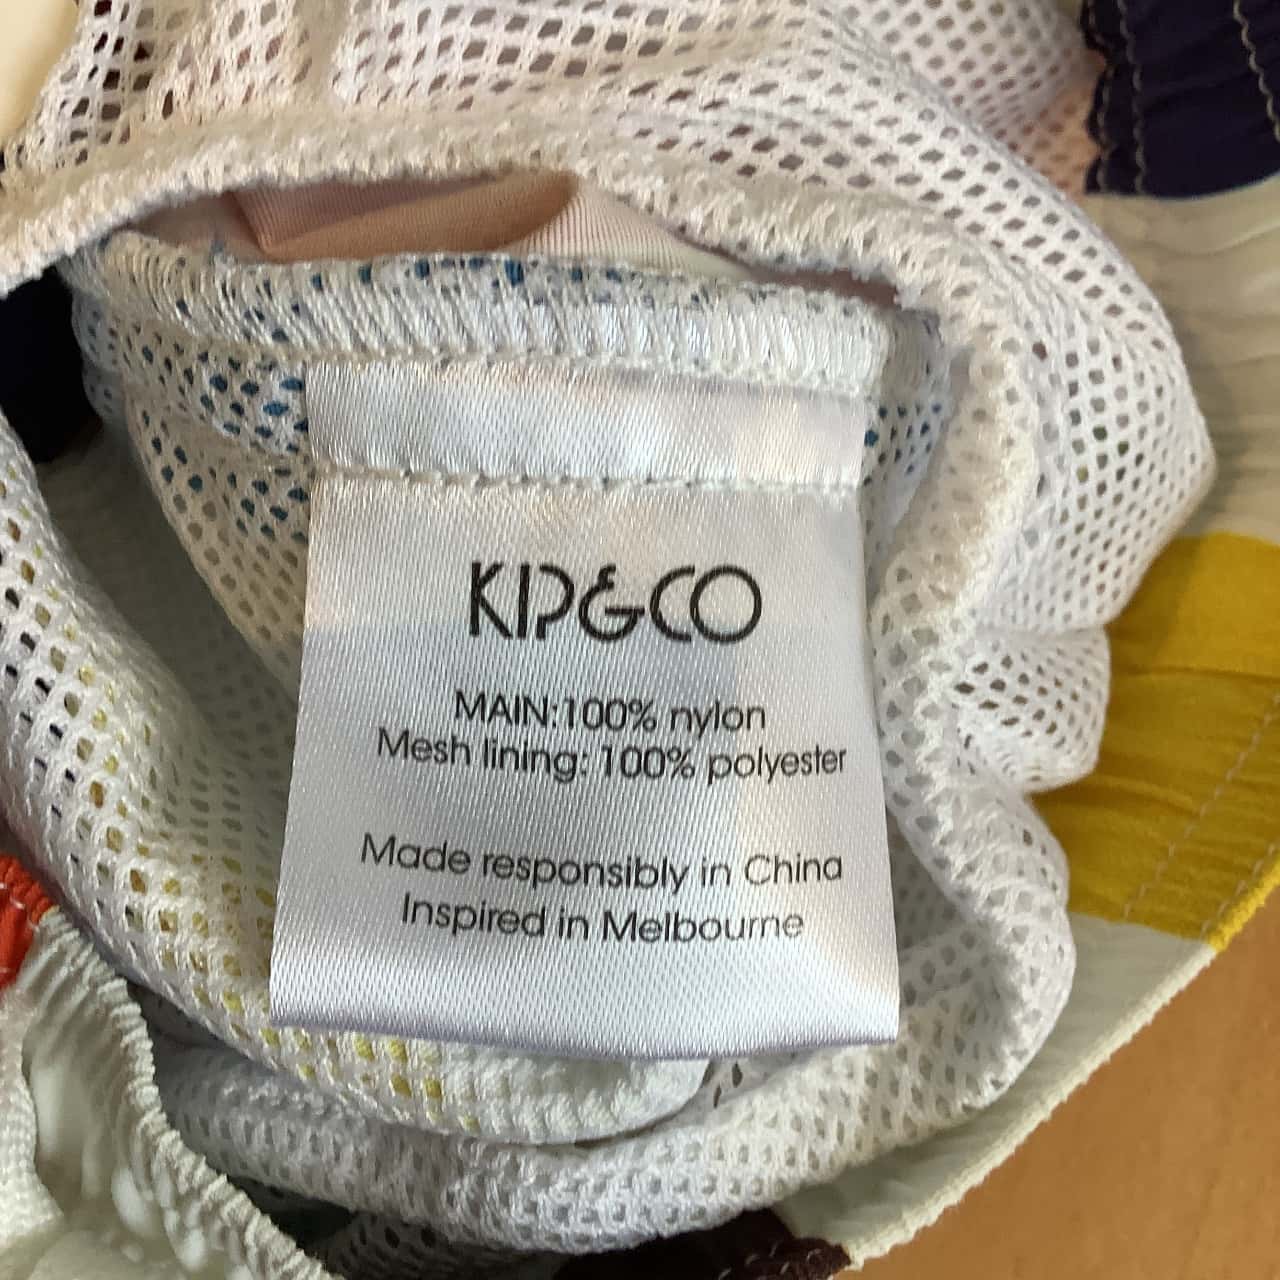 KIP&CO
MAIN:100% nylon
Mesh lining: 100% polyester
Made responsibly in China
Inspired in Melbourne